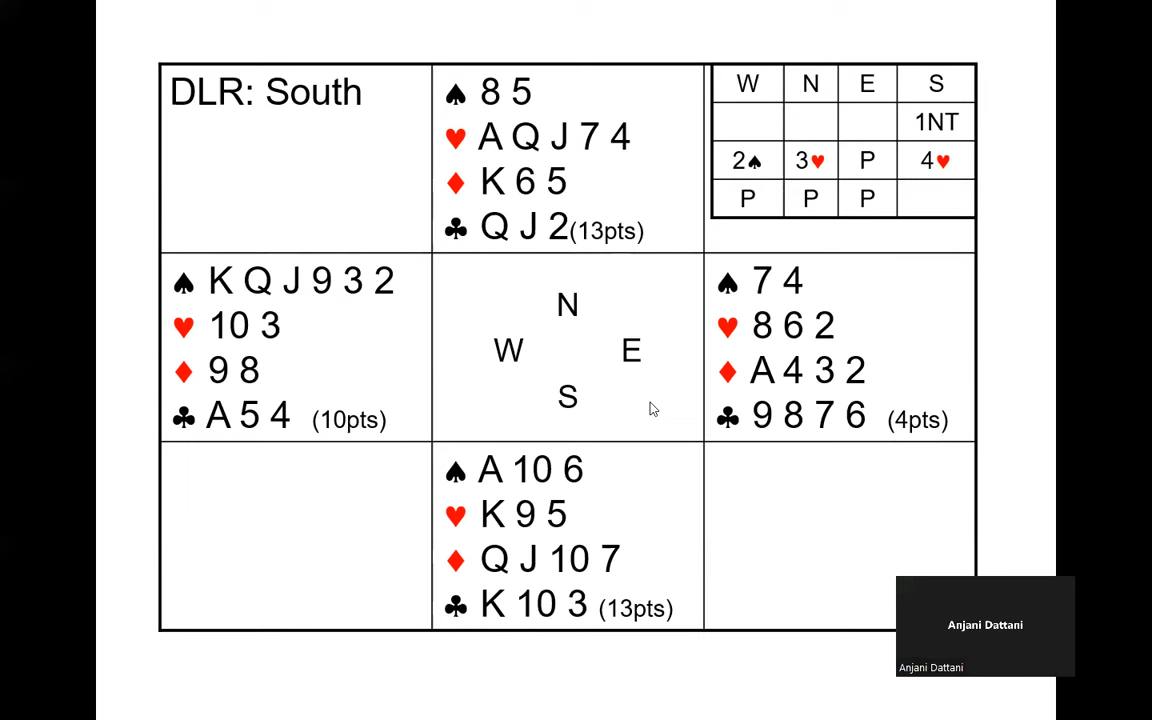 DLR: South
♠ 8 5
♥ A Q J 7 4
♦ K 6 5
♣ Q J 2 (13pts)
W N E S
1NT
2♠ 3♥ P 4♥
P P P
♠ K Q J 9 3 2
♥ 10 3
♦ 9 8
♣ A 5 4 (10pts)
N
W E
S
♠ 7 4
♥ 8 6 2
♦ A 4 3 2
♣ 9 8 7 6 (4pts)
♠ A 10 6
♥ K 9 5
♦ Q J 10 7
♣ K 10 3 (13pts)
Anjani Dattani
Anjani Dattani